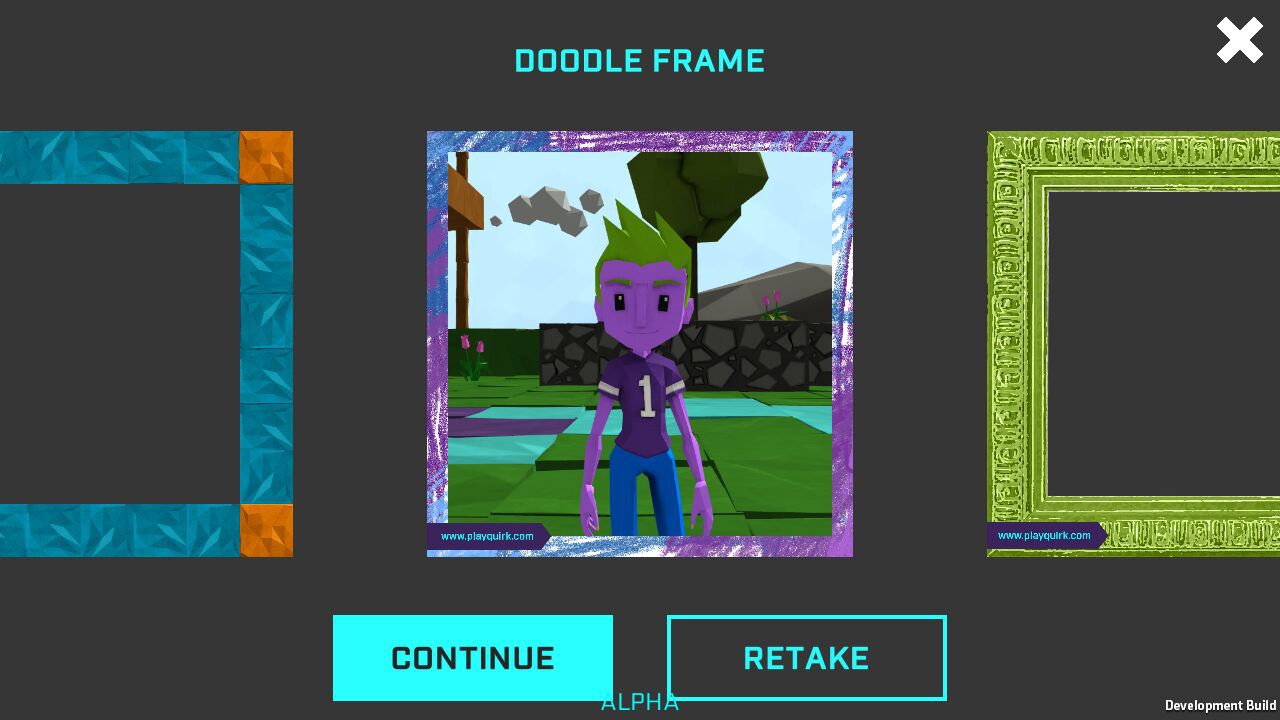 DOODLE FRAME
1
www.playquirk.com
www.playquirk.com
CONTINUE
RETAKE
ALPHA
Development Build